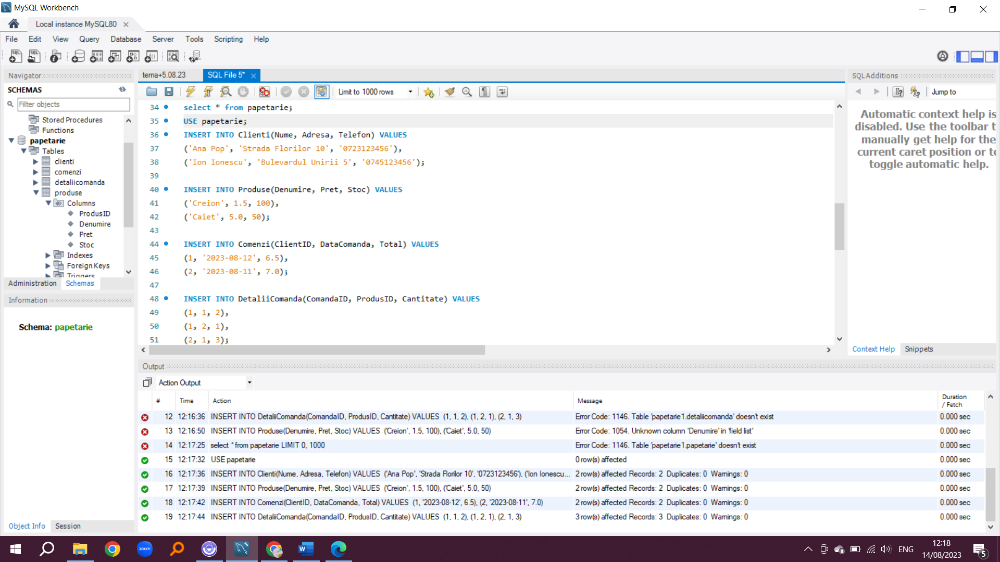 MySQL Workbench
Local instance MySQL80
File Edit View Query Database Server Tools Scripting Help
Navigator
SCHEMAS
Filter objects
Stored Procedures
Functions
papetarie
Tables
clienti
comenzi
detaliicomanda
produse
Columns
ProdusID
Denumire
Pret
Stoc
Indexes
Foreign Keys
Triggers
Administration Schemas
Information
Schema: papetarie
Object Info Session
tema+5.08.23 SQL File 5*
Limit to 1000 rows
34 select * from papetarie;
35 USE papetarie;
36 INSERT INTO Clienti(Nume, Adresa, Telefon) VALUES
37 ('Ana Pop', 'Strada Florilor 10', '0723123456'),
38 ('Ion Ionescu', 'Bulevardul Unirii 5', '0745123456');
39
40 INSERT INTO Produse(Denumire, Pret, Stoc) VALUES
41 ('Creion', 1.5, 100),
42 ('Caiet', 5.0, 50);
43
44 INSERT INTO Comenzi(ClientID, DataComanda, Total) VALUES
45 (1, '2023-08-12', 6.5),
46 (2, '2023-08-11', 7.0);
47
48 INSERT INTO DetaliiComanda(ComandaID, ProdusID, Cantitate) VALUES
49 (1, 1, 2),
50 (1, 2, 1),
51 (2, 1, 3);
SQLAdditions
Jump to
Automatic context help is
disabled. Use the toolbar t
manually get help for the
current caret position or to
toggle automatic help.
Context Help Snippets
Output
Action Output
# Time Action Message Duration / Fetch
12 12:16:36 INSERT INTO DetaliiComanda(ComandaID, ProdusID, Cantitate) VALUES (1, 1, 2), (1, 2, 1), (2, 1, 3) Error Code: 1146. Table 'papetarie1.detaliicomanda' doesn't exist 0.000 sec
13 12:16:50 INSERT INTO Produse(Denumire, Pret, Stoc) VALUES ('Creion', 1.5, 100), ('Caiet', 5.0, 50) Error Code: 1054. Unknown column 'Denumire' in 'field list' 0.000 sec
14 12:17:25 select * from papetarie LIMIT 0, 1000 Error Code: 1146. Table 'papetarie1.papetarie' doesn't exist 0.000 sec
15 12:17:32 USE papetarie 0 row(s) affected 0.000 sec
16 12:17:36 INSERT INTO Clienti(Nume, Adresa, Telefon) VALUES ('Ana Pop', 'Strada Florilor 10', '0723123456'), ('Ion Ionescu... 2 row(s) affected Records: 2 Duplicates: 0 Warnings: 0 0.000 sec
17 12:17:39 INSERT INTO Produse(Denumire, Pret, Stoc) VALUES ('Creion', 1.5, 100), ('Caiet', 5.0, 50) 2 row(s) affected Records: 2 Duplicates: 0 Warnings: 0 0.000 sec
18 12:17:42 INSERT INTO Comenzi(ClientID, DataComanda, Total) VALUES (1, '2023-08-12', 6.5), (2, '2023-08-11', 7.0) 2 row(s) affected Records: 2 Duplicates: 0 Warnings: 0 0.000 sec
19 12:17:44 INSERT INTO DetaliiComanda(ComandaID, ProdusID, Cantitate) VALUES (1, 1, 2), (1, 2, 1), (2, 1, 3) 3 row(s) affected Records: 3 Duplicates: 0 Warnings: 0 0.000 sec
zoom
ENG
12:18
14/08/2023
5